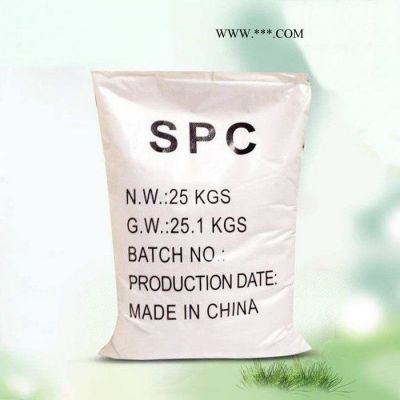 WWW.***.COM
SPC
N.W.:25 KGS
G.W.:25.1 KGS
BATCH NO.:
PRODUCTION DATE:
MADE IN CHINA